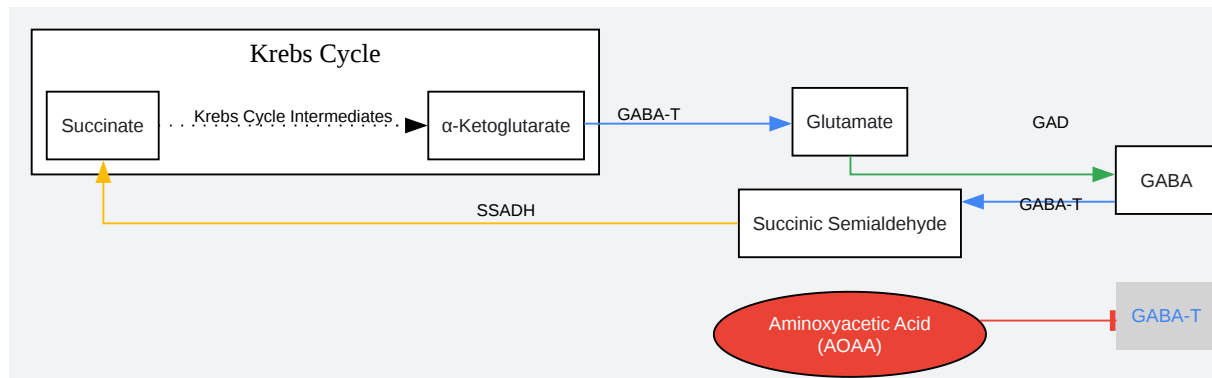 Krebs Cycle
Succinate
Krebs Cycle Intermediates
α-Ketoglutarate
GABA-T
Glutamate
GAD
GABA
GABA-T
Succinic Semialdehyde
SSADH
Aminoxyacetic Acid
(AOAA)
GABA-T